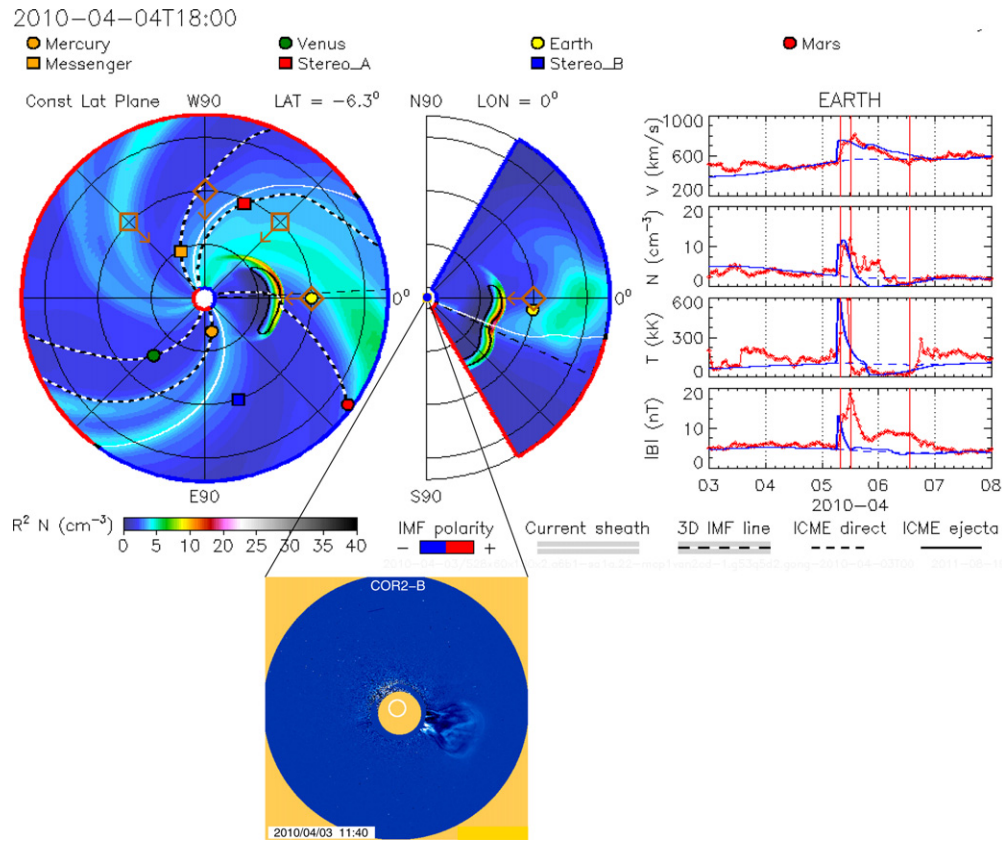 2010-04-04T18:00
Mercury Venus Earth Mars
Messenger Stereo_A Stereo_B
Const Lat Plane W90 LAT = -6.3⁰ N90 LON = 0⁰ EARTH
1000
600
200
V (km/s)
20
10
0
N (cm⁻³)
600
300
0
T (kK)
20
10
0
|B| (nT)
0⁰ 0⁰
E90 S90
03 04 05 06 07 08
2010-04
R² N (cm⁻³)
0 5 10 15 20 25 30 35 40
IMF polarity Current sheath 3D IMF line ICME direct ICME ejecta
- +
COR2-B
2010/04/03 11:40